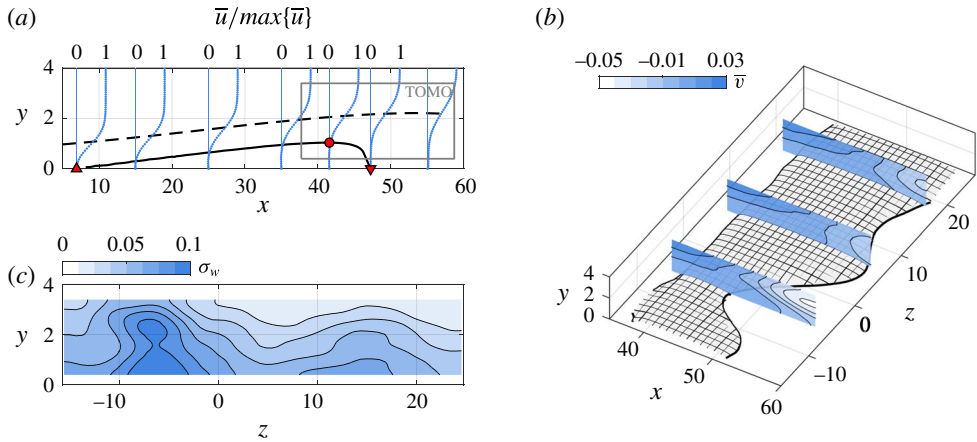 (a)
u̅/max{u̅}
0 1 0 1 0 1 0 1 0 1 0 1
4
y 2
0
TOMO
10 20 30 40 50 60
x
(c)
0 0.05 0.1
σw
4
y 2
0
−10 0 10 20
z
(b)
−0.05 −0.01 0.03
v̅
4
y 2
0
40
50
60
x
−10
0
10
20
z